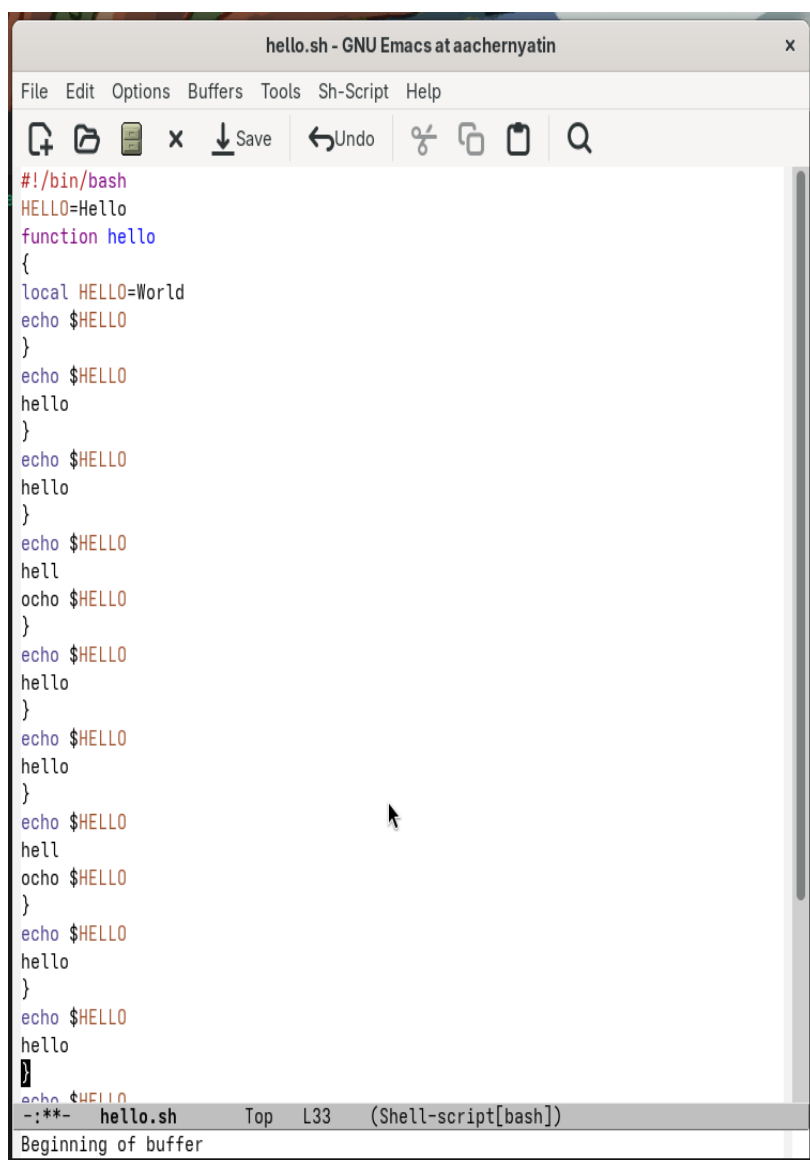 hello.sh - GNU Emacs at aachernyatin x
File Edit Options Buffers Tools Sh-Script Help
Save Undo
#!/bin/bash
HELLO=Hello
function hello
{
local HELLO=World
echo $HELLO
}
echo $HELLO
hello
}
echo $HELLO
hello
}
echo $HELLO
hell
ocho $HELLO
}
echo $HELLO
hello
}
echo $HELLO
hello
}
echo $HELLO
hell
ocho $HELLO
}
echo $HELLO
hello
}
echo $HELLO
hello
}
echo $HELLO
-:**- hello.sh Top L33 (Shell-script[bash])
Beginning of buffer